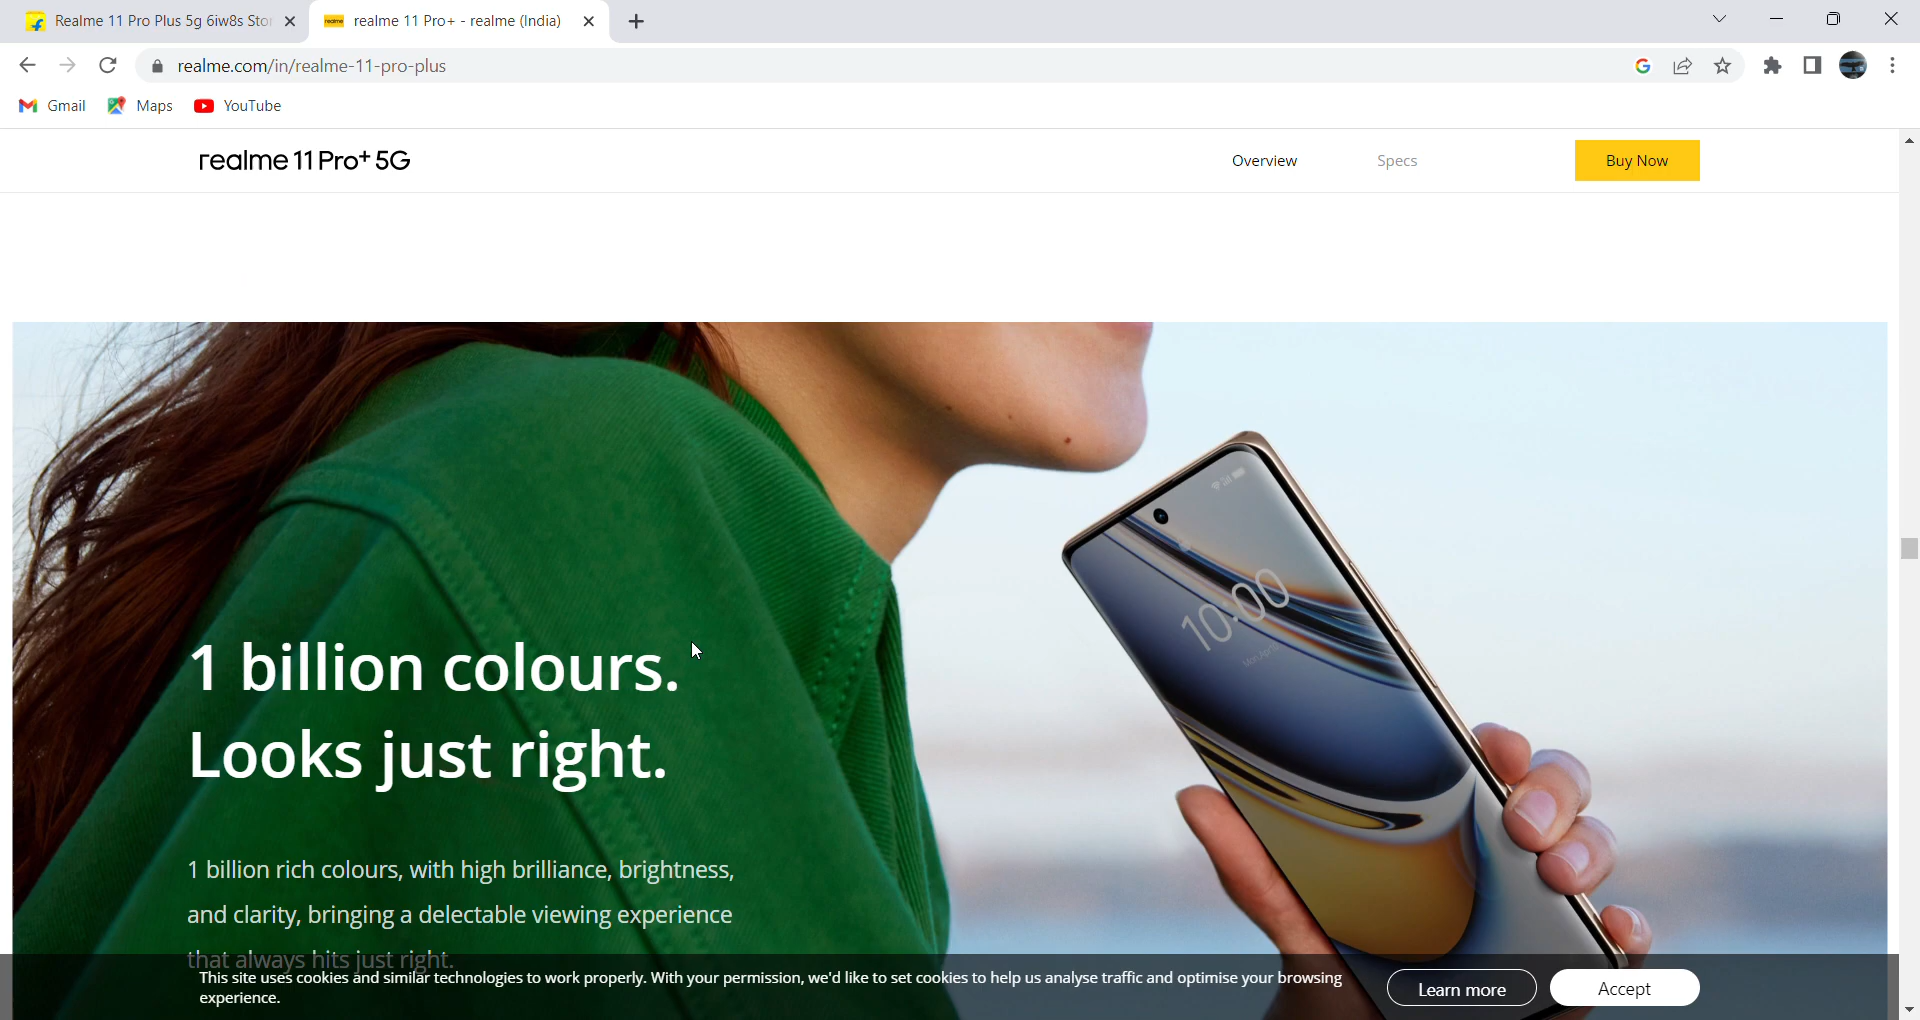 Realme 11 Pro Plus 5g 6iw8s Stor
realme 11 Pro+ - realme (India)
realme.com/in/realme-11-pro-plus
Gmail
Maps
YouTube
realme 11 Pro+ 5G
Overview
Specs
Buy Now
10:00
1 billion colours.
Looks just right.
1 billion rich colours, with high brilliance, brightness,
and clarity, bringing a delectable viewing experience
that always hits just right.
This site uses cookies and similar technologies to work properly. With your permission, we'd like to set cookies to help us analyse traffic and optimise your browsing
experience.
Learn more
Accept